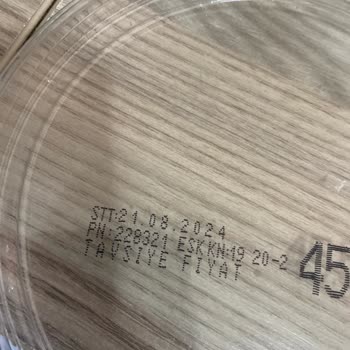 STT:21.08.2024
PN:228321 ESKKN:19 20-2
TAVSIYE FIYAT
45